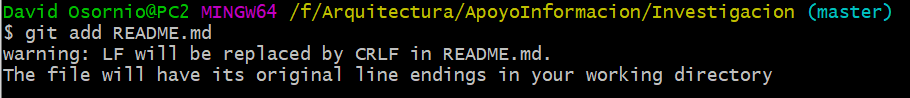 David Osornio@PC2 MINGW64 /f/Arquitectura/ApoyoInformacion/Investigacion (master)
$ git add README.md
warning: LF will be replaced by CRLF in README.md.
The file will have its original line endings in your working directory